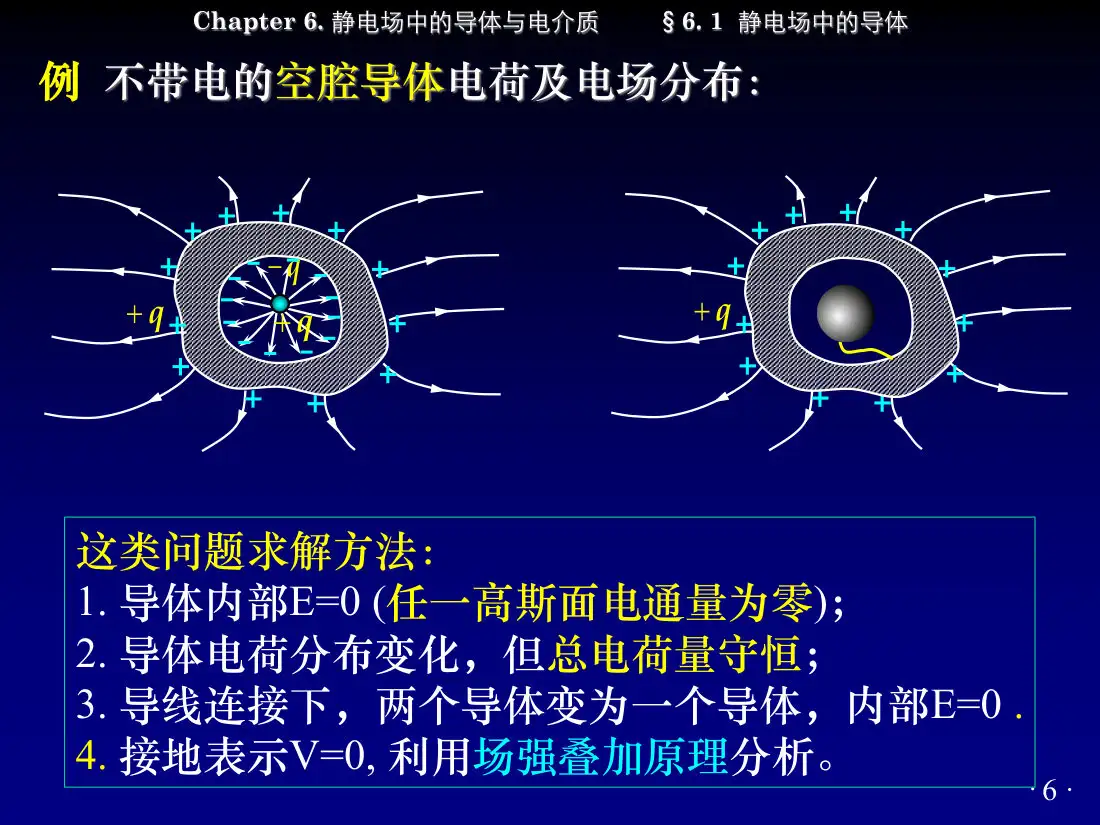 Chapter 6. 静电场中的导体与电介质 § 6. 1 静电场中的导体
例 不带电的空腔导体电荷及电场分布：
− q
+ q
+ q
+ q
这类问题求解方法：
1. 导体内部E=0 (任一高斯面电通量为零)；
2. 导体电荷分布变化，但总电荷量守恒；
3. 导线连接下，两个导体变为一个导体，内部E=0 .
4. 接地表示V=0, 利用场强叠加原理分析。
· 6 ·